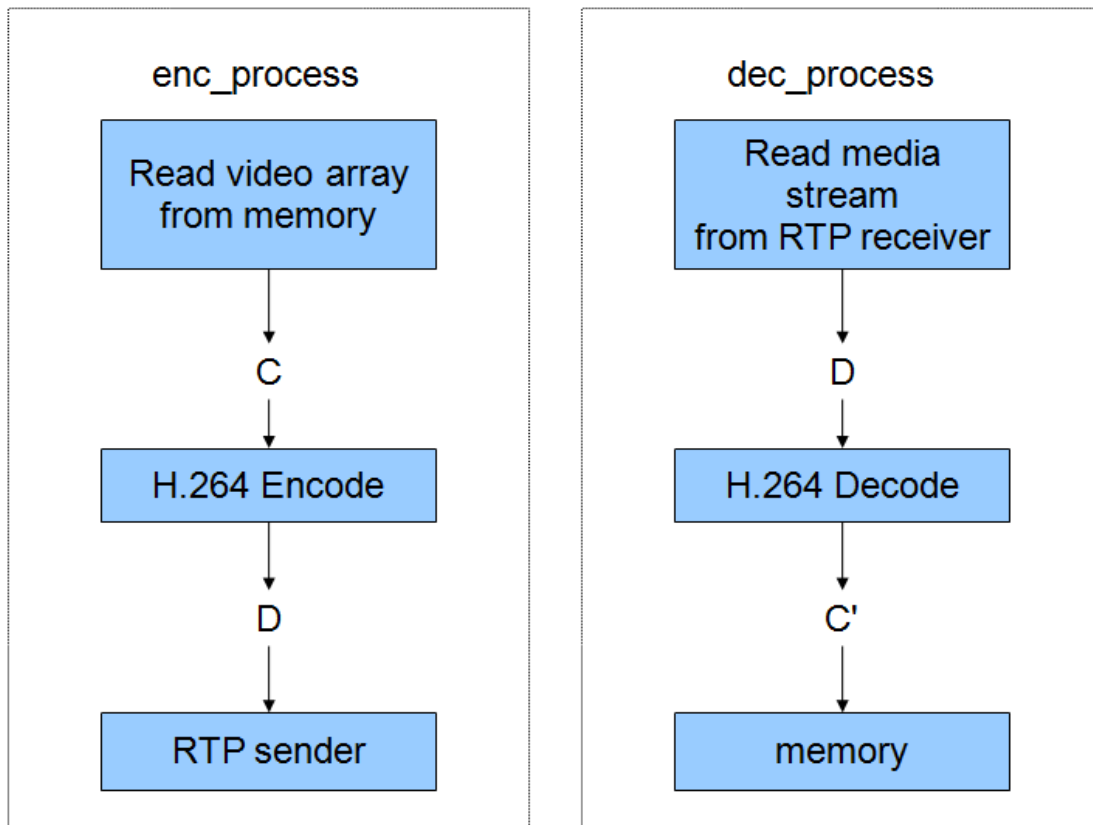 enc_process
Read video array
from memory
C
H.264 Encode
D
RTP sender
dec_process
Read media
stream
from RTP receiver
D
H.264 Decode
C'
memory